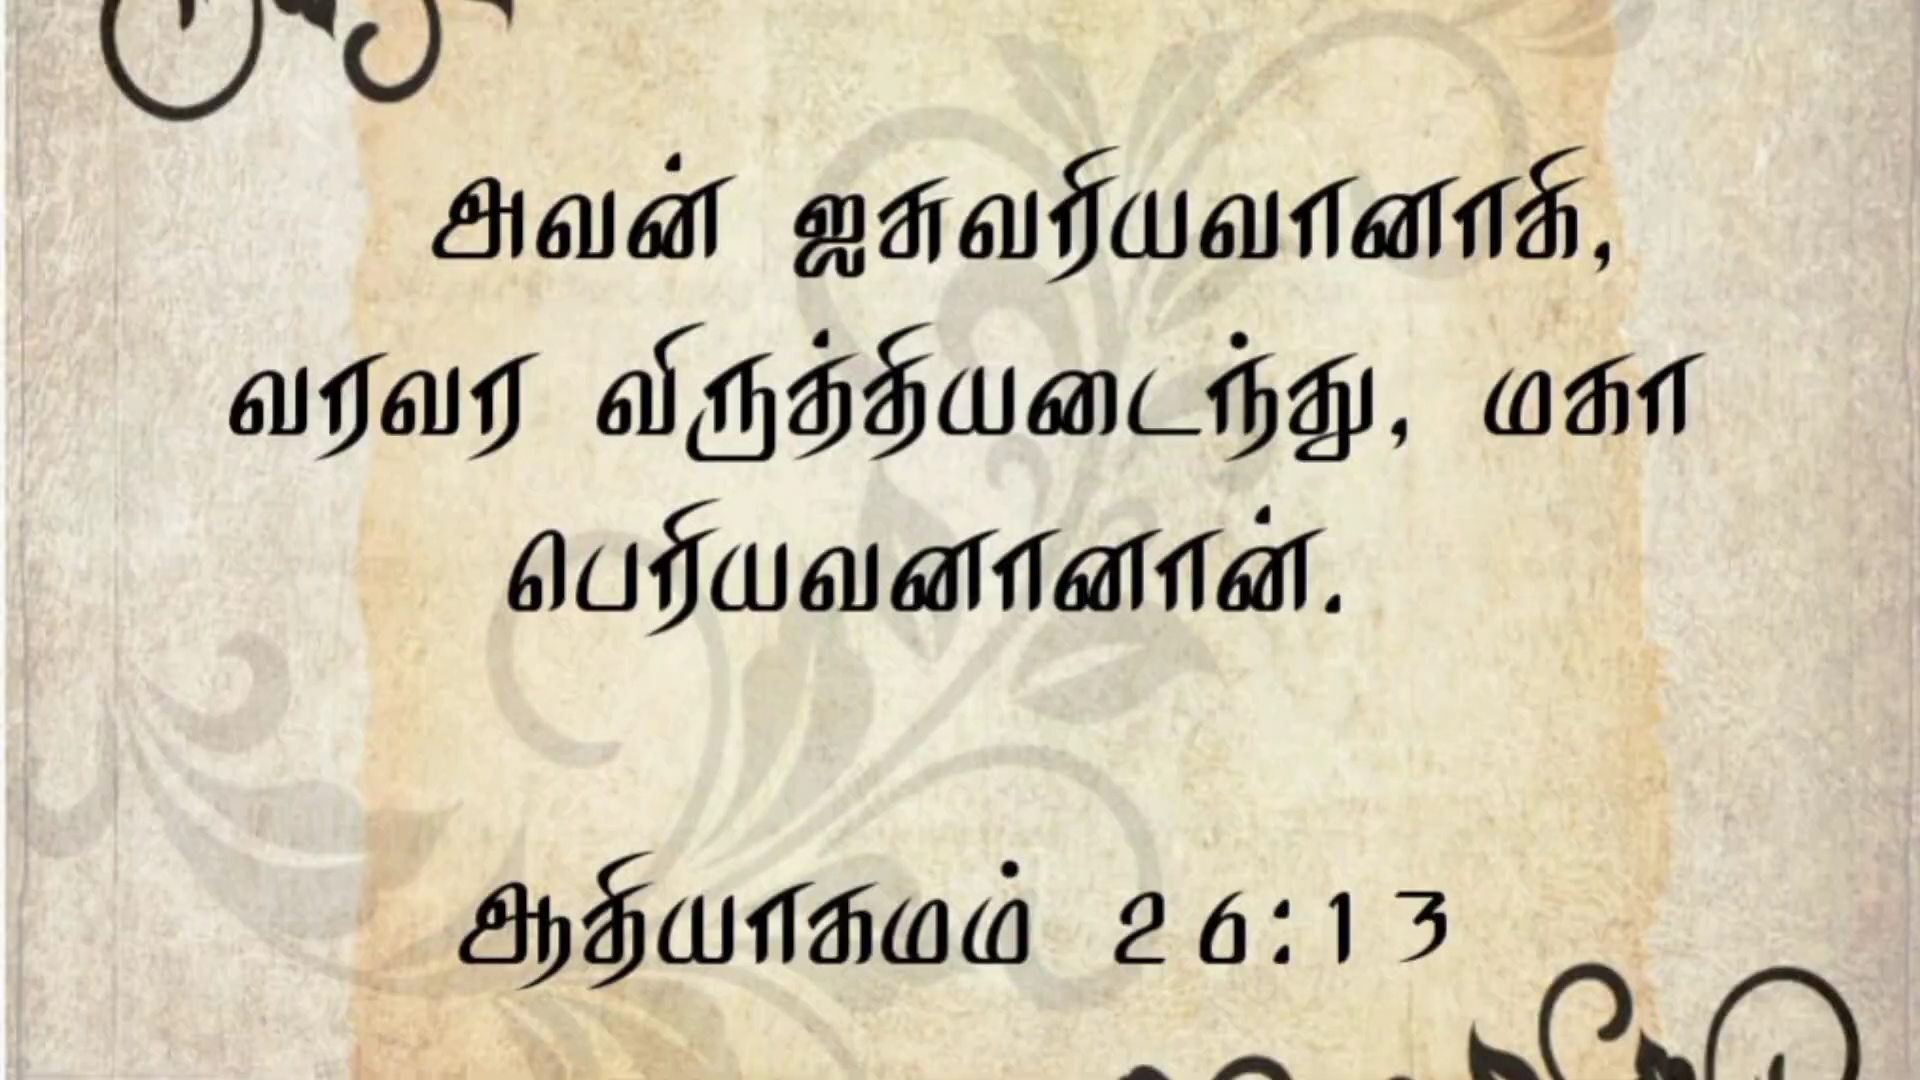 அவன் ஐசுவரியவானாகி,
வரவர விருத்தியடைந்து, மகா
பெரியவனானான்.
ஆதியாகமம் 26:13